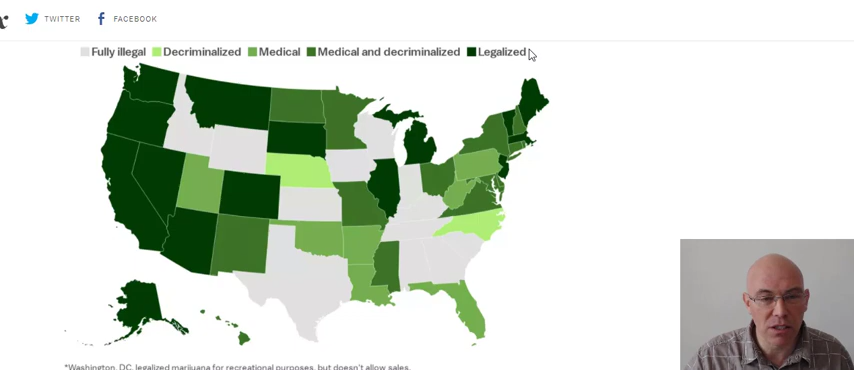 TWITTER FACEBOOK
Fully illegal Decriminalized Medical Medical and decriminalized Legalized
*Washington, DC, legalized marijuana for recreational purposes, but doesn't allow sales.